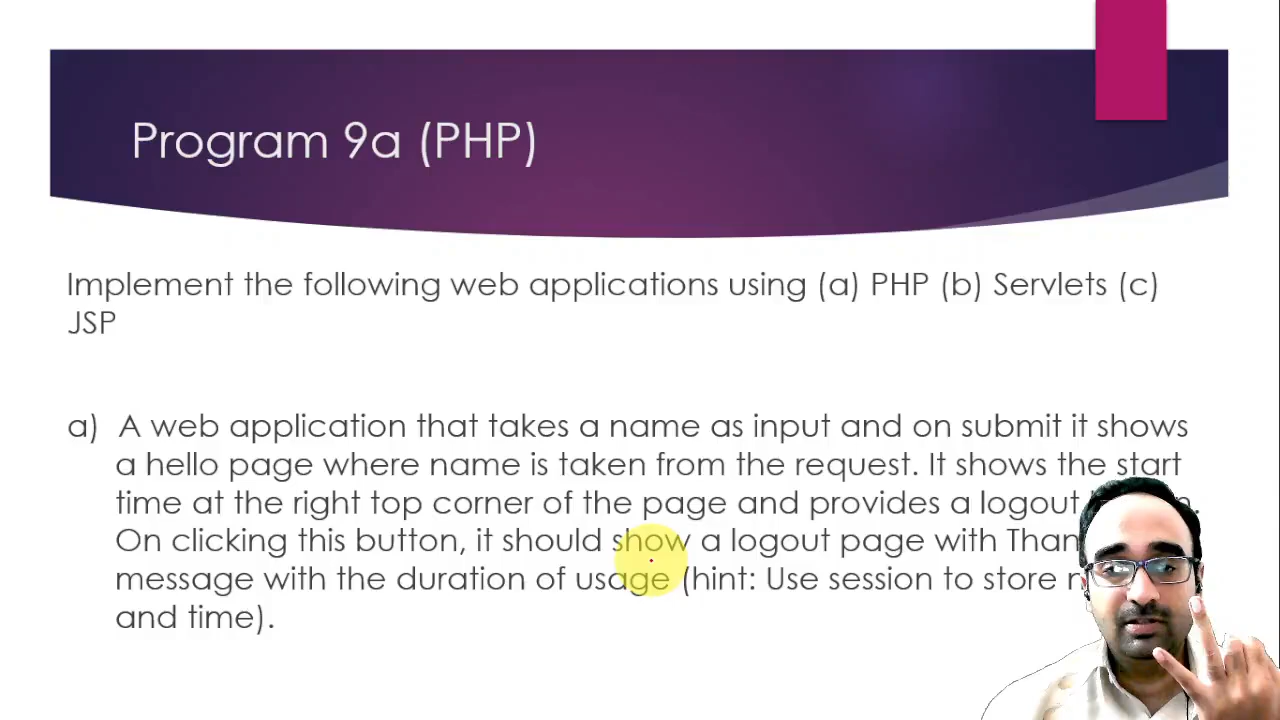 Program 9a (PHP)
Implement the following web applications using (a) PHP (b) Servlets (c)
JSP
a) A web application that takes a name as input and on submit it shows
a hello page where name is taken from the request. It shows the start
time at the right top corner of the page and provides a logout
On clicking this button, it should show a logout page with
message with the duration of usage (hint: Use session to store
and time).